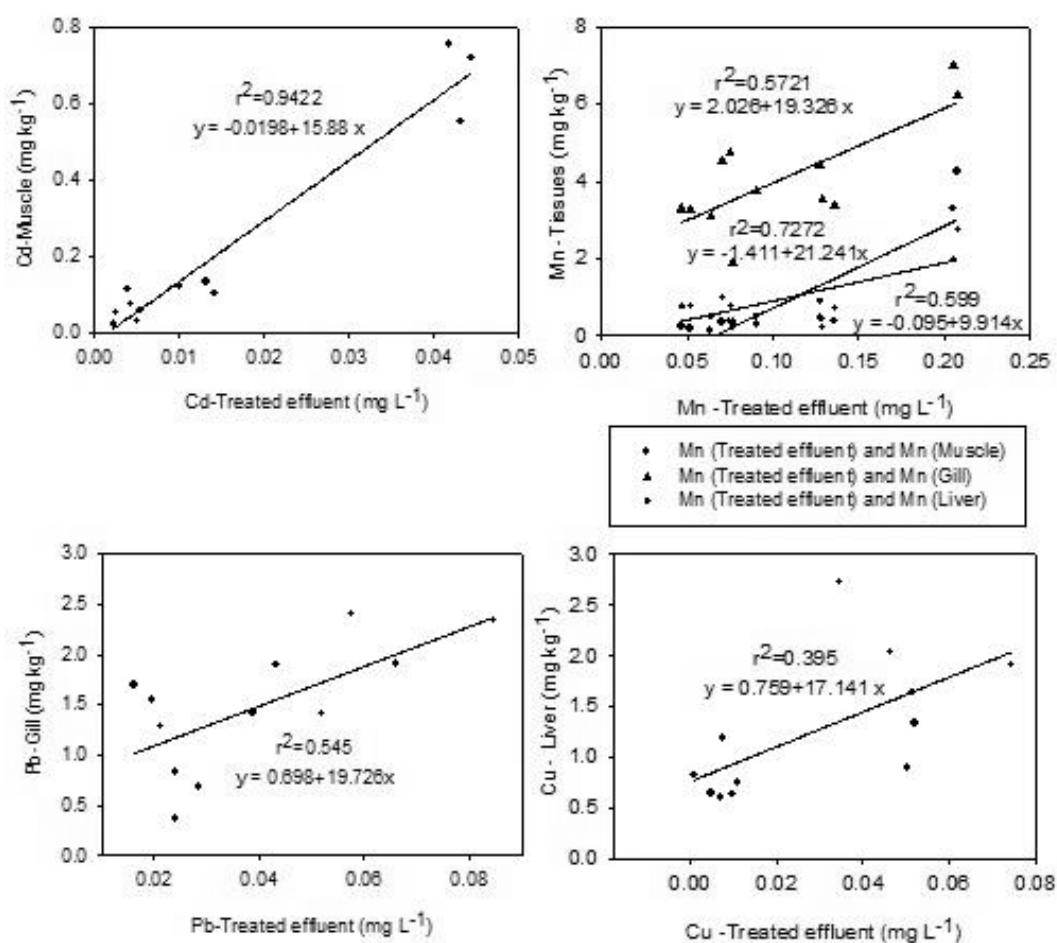 0.8
0.6
0.4
0.2
0.0
0.00 0.01 0.02 0.03 0.04 0.05
Cd-Muscle (mg kg-1)
r2=0.9422
y = -0.0198+15.88 x
Cd-Treated effluent (mg L-1)
8
6
4
2
0
0.00 0.05 0.10 0.15 0.20 0.25
Mn -Tissues (mg kg-1)
r2=0.5721
y = 2.026+19.326 x
r2=0.7272
y = -1.411+21.241x
r2=0.599
y = -0.095+9.914x
Mn -Treated effluent (mg L-1)
Mn (Treated effluent) and Mn (Muscle)
Mn (Treated effluent) and Mn (Gill)
Mn (Treated effluent) and Mn (Liver)
3.0
2.5
2.0
1.5
1.0
0.5
0.0
0.02 0.04 0.06 0.08
Pb-Gill (mg kg-1)
r2=0.545
y = 0.698+19.726x
Pb-Treated effluent (mg L-1)
3.0
2.5
2.0
1.5
1.0
0.5
0.0
0.00 0.02 0.04 0.06 0.08
Cu - Liver (mg kg-1)
r2=0.395
y = 0.759+17.141 x
Cu -Treated effluent (mg L-1)